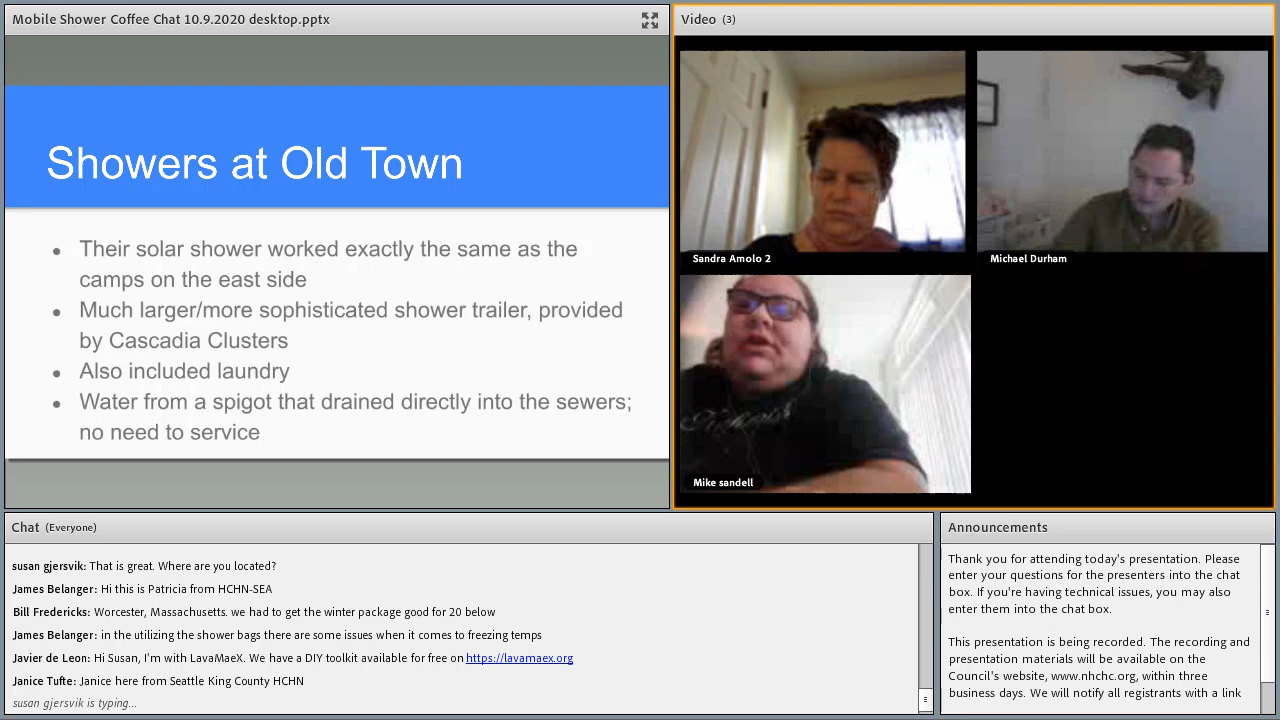 Mobile Shower Coffee Chat 10.9.2020 desktop.pptx
Showers at Old Town
● Their solar shower worked exactly the same as the
camps on the east side
● Much larger/more sophisticated shower trailer, provided
by Cascadia Clusters
● Also included laundry
● Water from a spigot that drained directly into the sewers;
no need to service
Video (3)
Sandra Amolo 2
Michael Durham
Mike sandell
Chat (Everyone)
susan gjersvik: That is great. Where are you located?
James Belanger: Hi this is Patricia from HCHN-SEA
Bill Fredericks: Worcester, Massachusetts. we had to get the winter package good for 20 below
James Belanger: in the utilizing the shower bags there are some issues when it comes to freezing temps
Javier de Leon: Hi Susan, I'm with LavaMaeX. We have a DIY toolkit available for free on https://lavamaex.org
Janice Tufte: Janice here from Seattle King County HCHN
susan gjersvik is typing...
Announcements
Thank you for attending today's presentation. Please
enter your questions for the presenters into the chat
box. If you're having technical issues, you may also
enter them into the chat box.
This presentation is being recorded. The recording and
presentation materials will be available on the
Council's website, www.nhchc.org, within three
business days. We will notify all registrants with a link